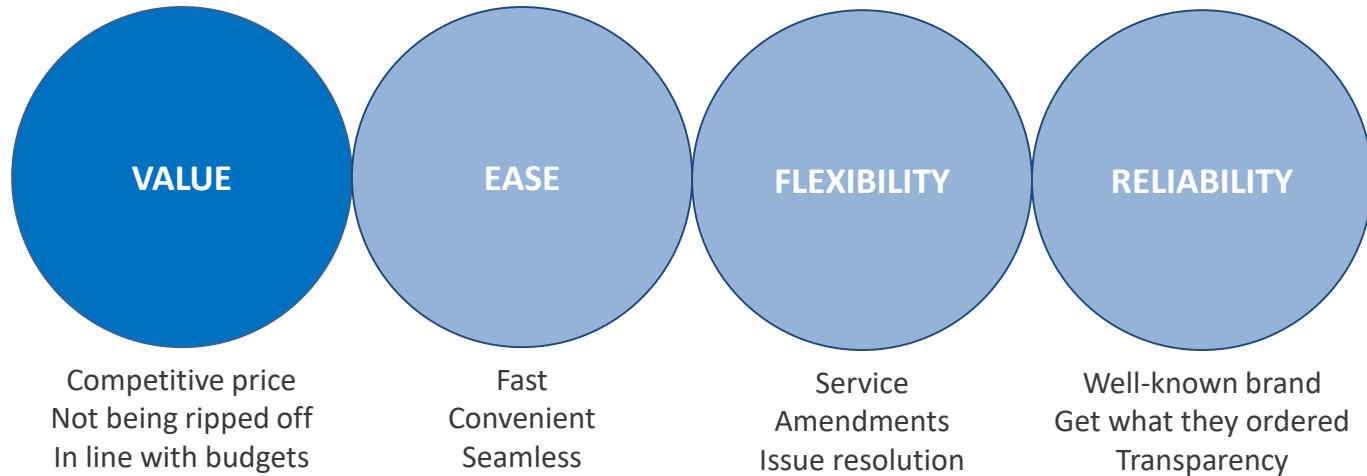 VALUE
EASE
FLEXIBILITY
RELIABILITY
Competitive price
Not being ripped off
In line with budgets
Fast
Convenient
Seamless
Service
Amendments
Issue resolution
Well-known brand
Get what they ordered
Transparency